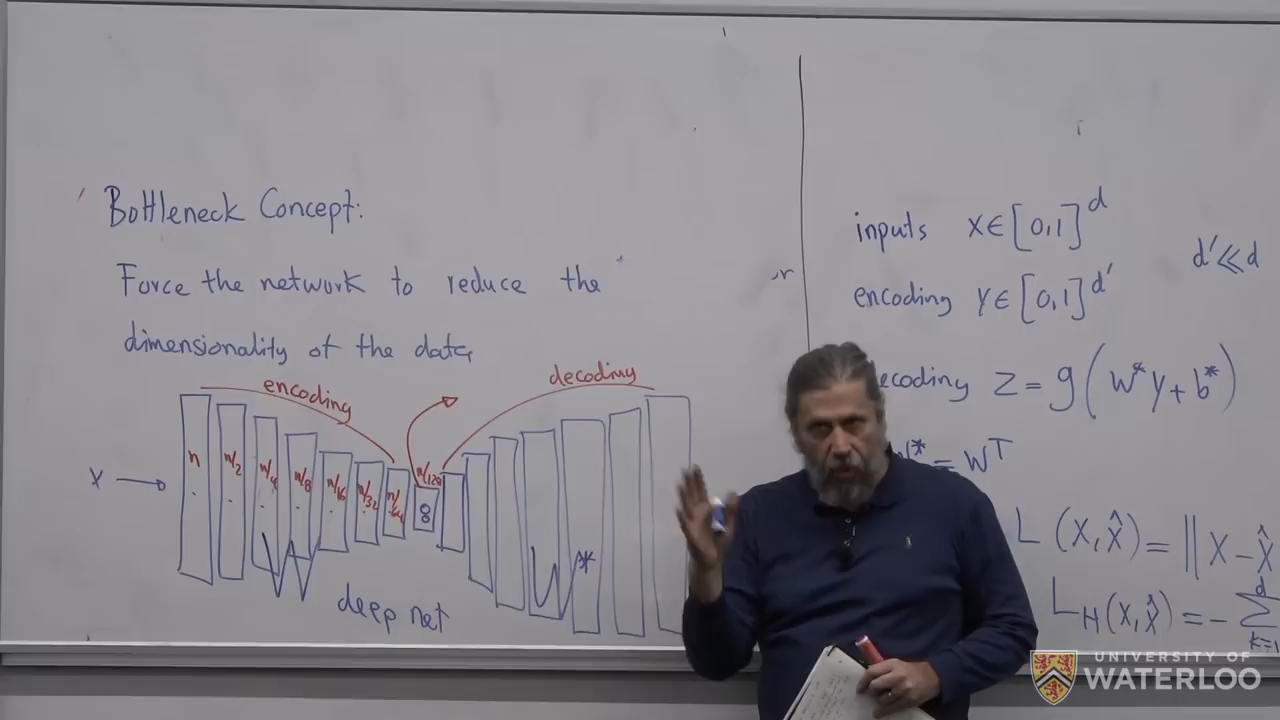 Bottleneck Concept:
Force the network to reduce the
dimensionality of the data
encoding
decoding
X
n
n/2
n/4
n/8
n/16
n/32
n/64
n/128
8
W
W*
deep net
inputs X∈[0,1]^d
d'≪d
encoding Y∈[0,1]^d'
ecoding Z = g(W*Y + b*)
W* = W^T
L(X,X̂) = ||X-X̂
L_H(X,X̂) = -∑_{k=1}^d
UNIVERSITY OF
WATERLOO